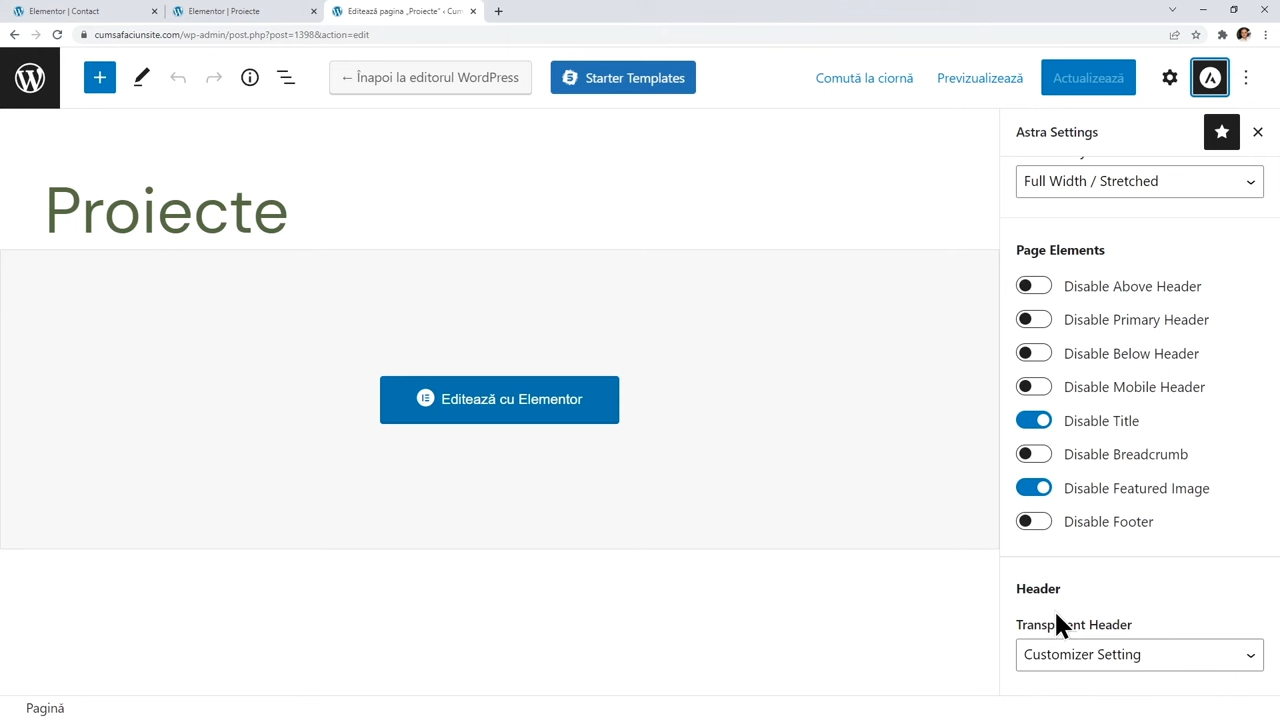 Elementor | Contact
Elementor | Proiecte
Editează pagina „Proiecte" ‹ Cum
cumsafaciunsite.com/wp-admin/post.php?post=1398&action=edit
← Înapoi la editorul WordPress
Starter Templates
Comută la ciornă
Previzualizează
Actualizează
Astra Settings
Full Width / Stretched
Proiecte
Page Elements
Disable Above Header
Disable Primary Header
Disable Below Header
Disable Mobile Header
Editează cu Elementor
Disable Title
Disable Breadcrumb
Disable Featured Image
Disable Footer
Header
Transparent Header
Customizer Setting
Pagină